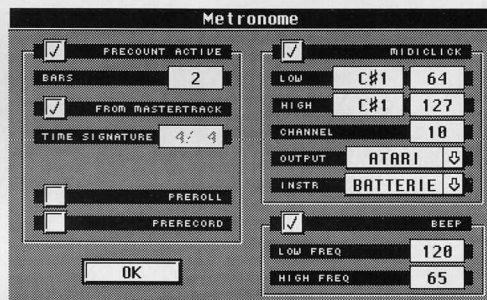 Metronome
PRECOUNT ACTIVE
BARS 2
FROM MASTERTRACK
TIME SIGNATURE 4/ 4
PREROLL
PRERECORD
OK
MIDICLICK
LOW C#1 64
HIGH C#1 127
CHANNEL 10
OUTPUT ATARI
INSTR BATTERIE
BEEP
LOW FREQ 120
HIGH FREQ 65